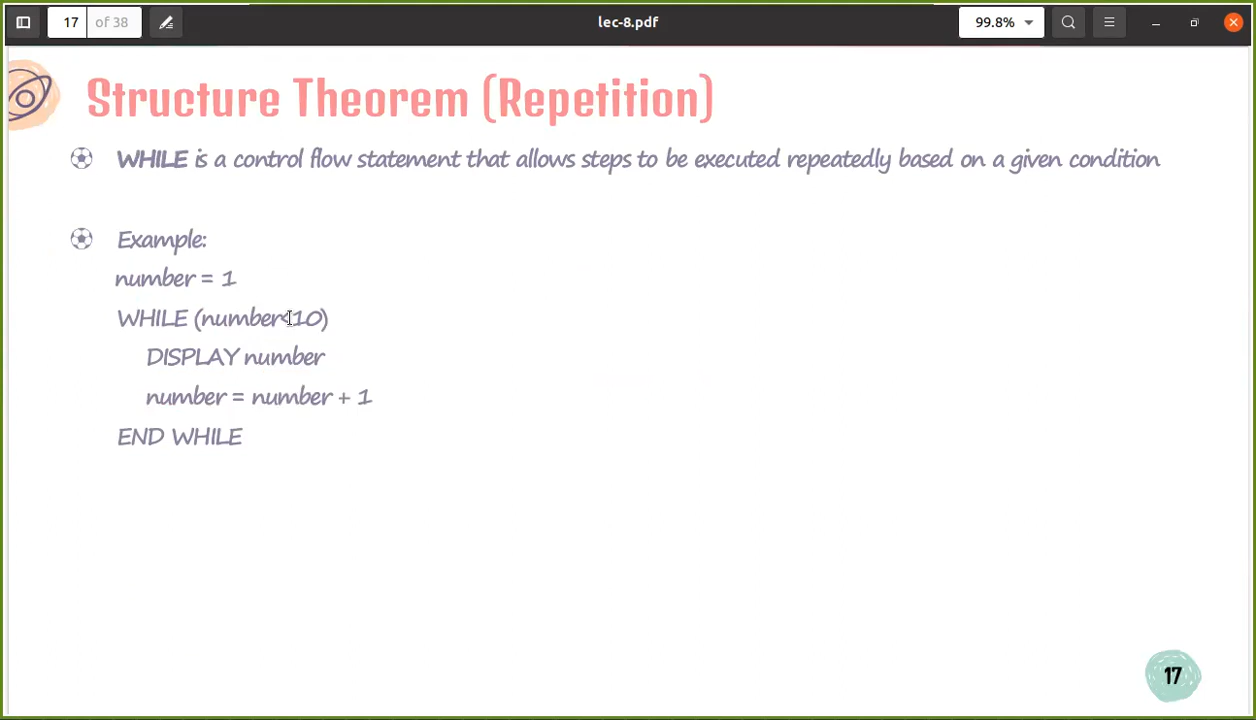 17 of 38
lec-8.pdf
99.8%
Structure Theorem (Repetition)
WHILE is a control flow statement that allows steps to be executed repeatedly based on a given condition
Example:
number = 1
WHILE (number<10)
DISPLAY number
number = number + 1
END WHILE
17